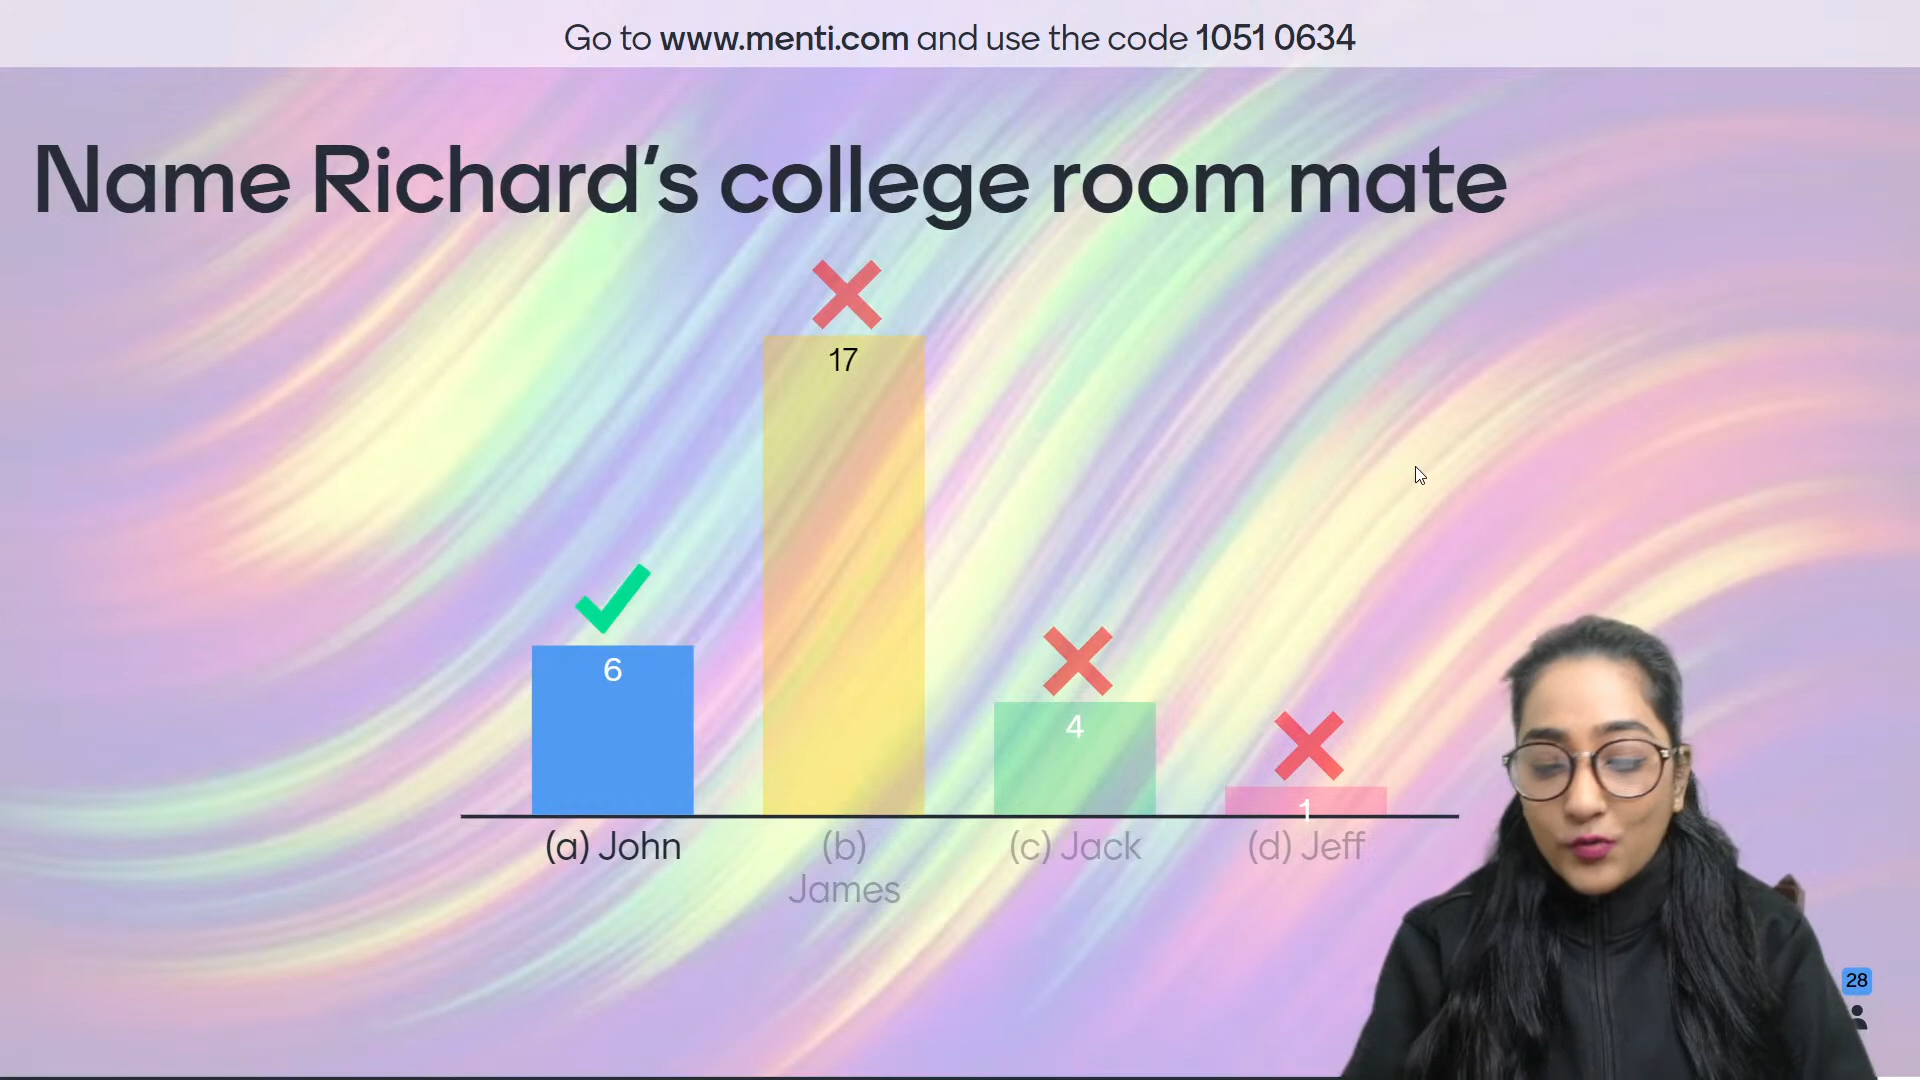 Go to www.menti.com and use the code 1051 0634
Name Richard's college room mate
17
6
4
1
(a) John
(b)
James
(c) Jack
(d) Jeff
28